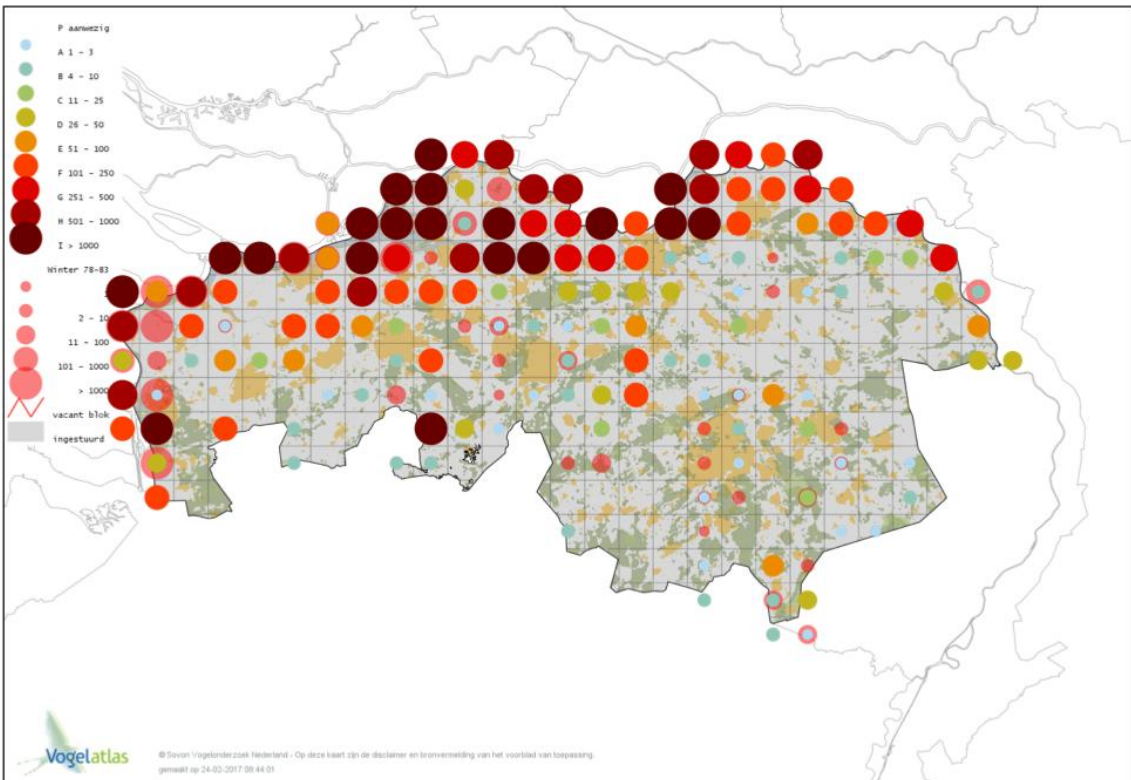 P aanwezig
A 1 - 3
B 4 - 10
C 11 - 25
D 26 - 50
E 51 - 100
F 101 - 250
G 251 - 500
H 501 - 1000
I > 1000
Winter 78-83
2 - 10
11 - 100
101 - 1000
> 1000
vacant blok
ingestuurd
Vogelatlas
© Sovon Vogelonderzoek Nederland - Op deze kaart zijn de disclaimer en bronvermelding van het voorblad van toepassing.
gemaakt op 24-02-2017 08:44:01